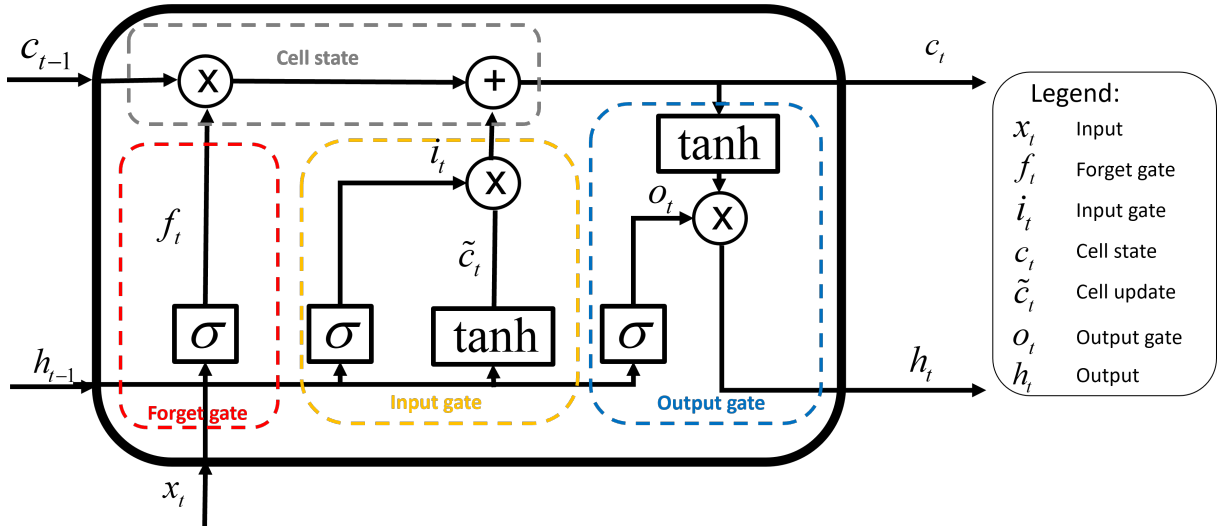 c_{t-1}
Cell state
c_t
x
+
Legend:
x_t Input
f_t Forget gate
i_t Input gate
c_t Cell state
c̃_t Cell update
o_t Output gate
h_t Output
tanh
i_t
x
o_t
x
f_t
c̃_t
σ
σ
tanh
σ
h_{t-1}
h_t
Forget gate
Input gate
Output gate
x_t